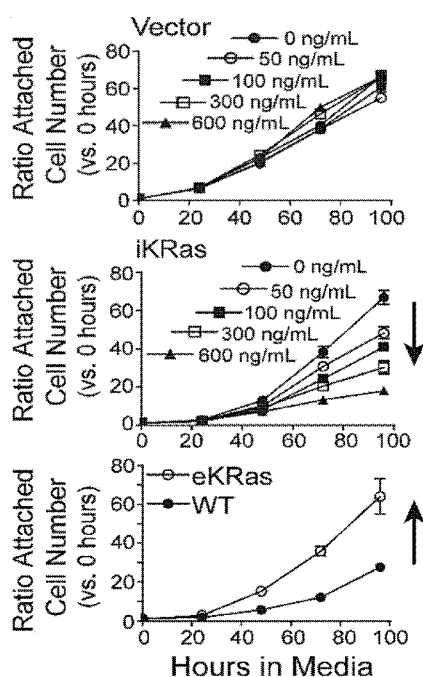 Vector
0 ng/mL
50 ng/mL
100 ng/mL
300 ng/mL
600 ng/mL
Ratio Attached
Cell Number
(vs. 0 hours)
80
60
40
20
0
0 20 40 60 80 100
iKRas
0 ng/mL
50 ng/mL
100 ng/mL
300 ng/mL
600 ng/mL
Ratio Attached
Cell Number
(vs. 0 hours)
80
60
40
20
0
0 20 40 60 80 100
eKRas
WT
Ratio Attached
Cell Number
(vs. 0 hours)
80
60
40
20
0
0 20 40 60 80 100
Hours in Media